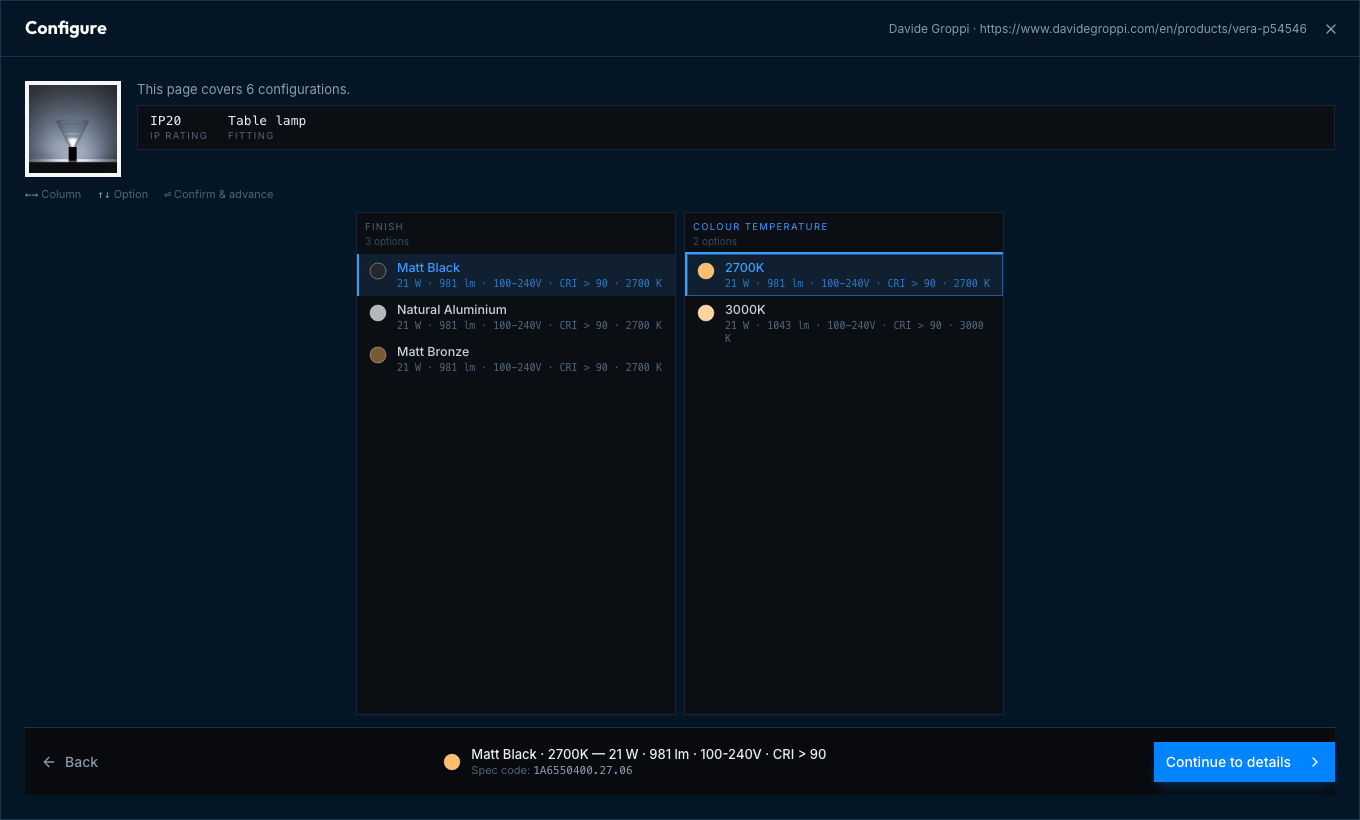 Configure
Davide Groppi · https://www.davidegroppi.com/en/products/vera-p54546
This page covers 6 configurations.
IP20 Table lamp
IP RATING FITTING
←→ Column ↑↓ Option ⏎ Confirm & advance
FINISH
3 options
Matt Black
21 W · 981 lm · 100–240V · CRI > 90 · 2700 K
Natural Aluminium
21 W · 981 lm · 100–240V · CRI > 90 · 2700 K
Matt Bronze
21 W · 981 lm · 100–240V · CRI > 90 · 2700 K
COLOUR TEMPERATURE
2 options
2700K
21 W · 981 lm · 100–240V · CRI > 90 · 2700 K
3000K
21 W · 1043 lm · 100–240V · CRI > 90 · 3000
K
← Back
Matt Black · 2700K — 21 W · 981 lm · 100-240V · CRI > 90
Spec code: 1A6550400.27.06
Continue to details